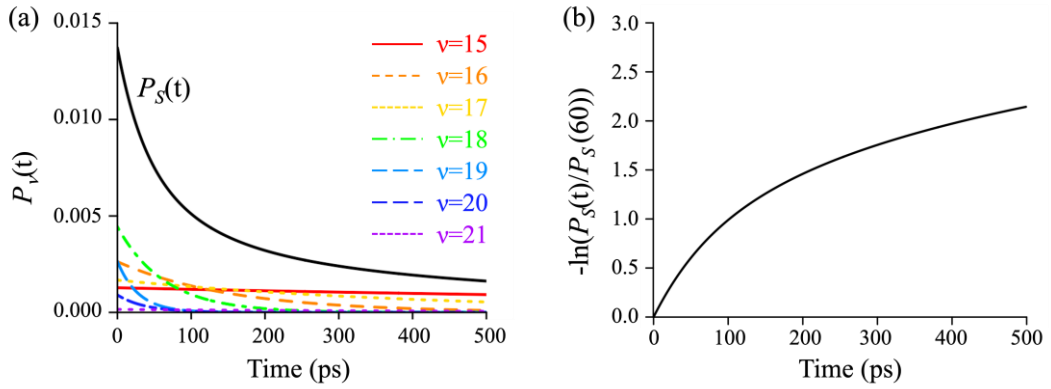 (a)
0.015
0.010
0.005
0.000
P_ν(t)
P_S(t)
ν=15
ν=16
ν=17
ν=18
ν=19
ν=20
ν=21
0 100 200 300 400 500
Time (ps)
(b)
3.0
2.5
2.0
1.5
1.0
0.5
0.0
-ln(P_S(t)/P_S(60))
0 100 200 300 400 500
Time (ps)